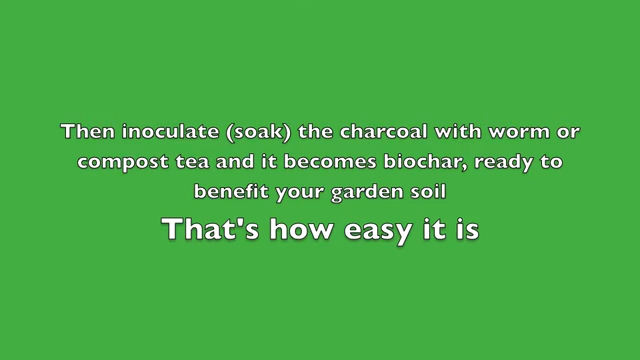 Then inoculate (soak) the charcoal with worm or
compost tea and it becomes biochar, ready to
benefit your garden soil
That's how easy it is